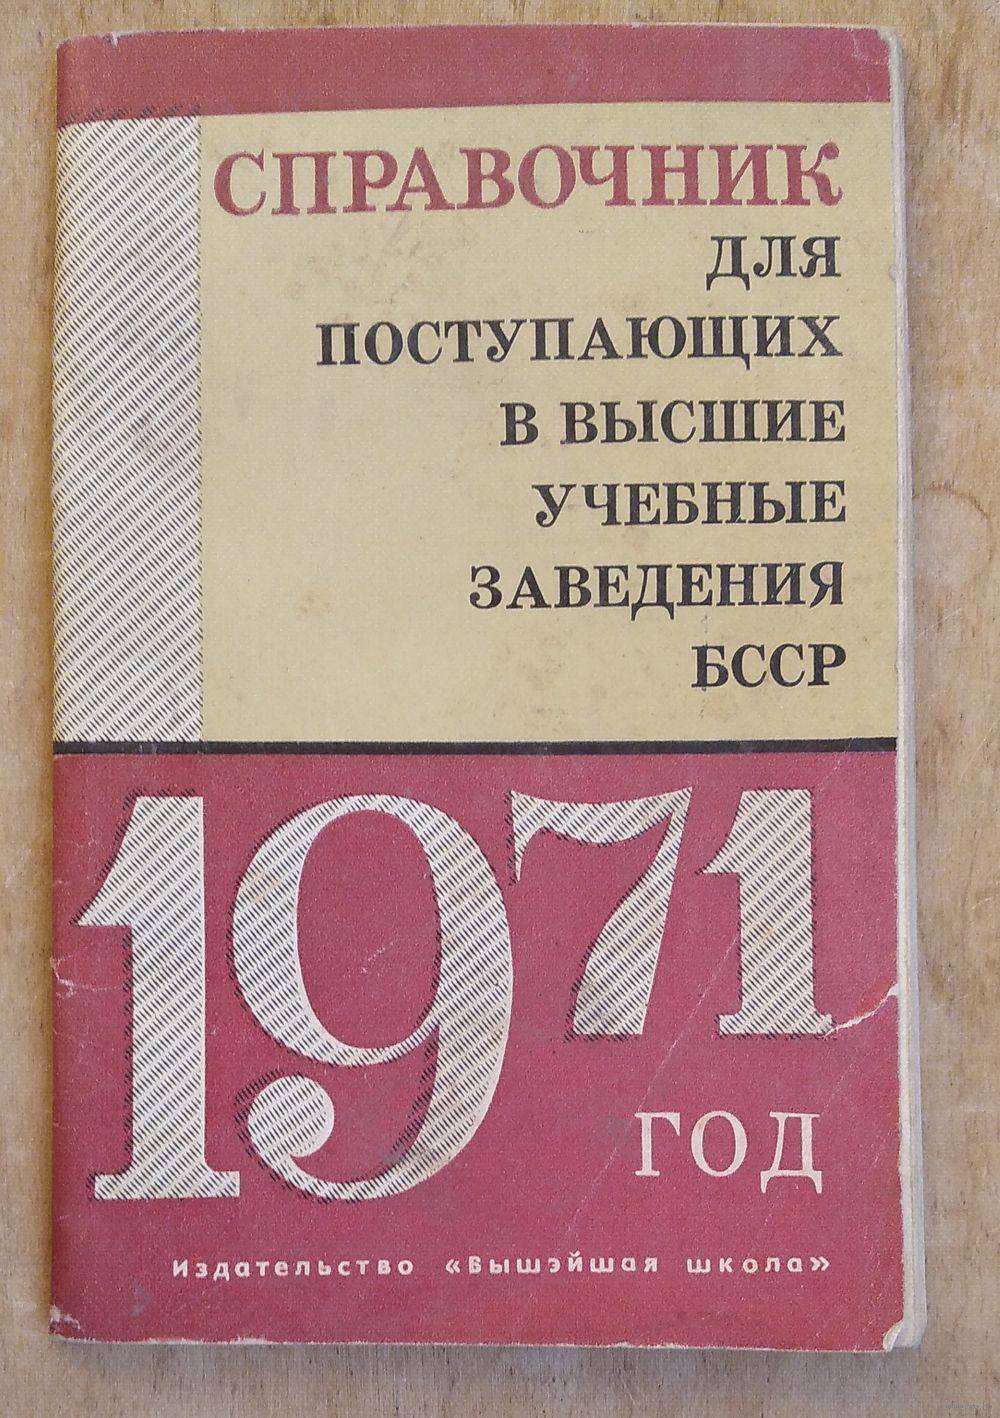 СПРАВОЧНИК
ДЛЯ
ПОСТУПАЮЩИХ
В ВЫСШИЕ
УЧЕБНЫЕ
ЗАВЕДЕНИЯ
БССР
1971
ГОД
Издательство «Вышэйшая школа»